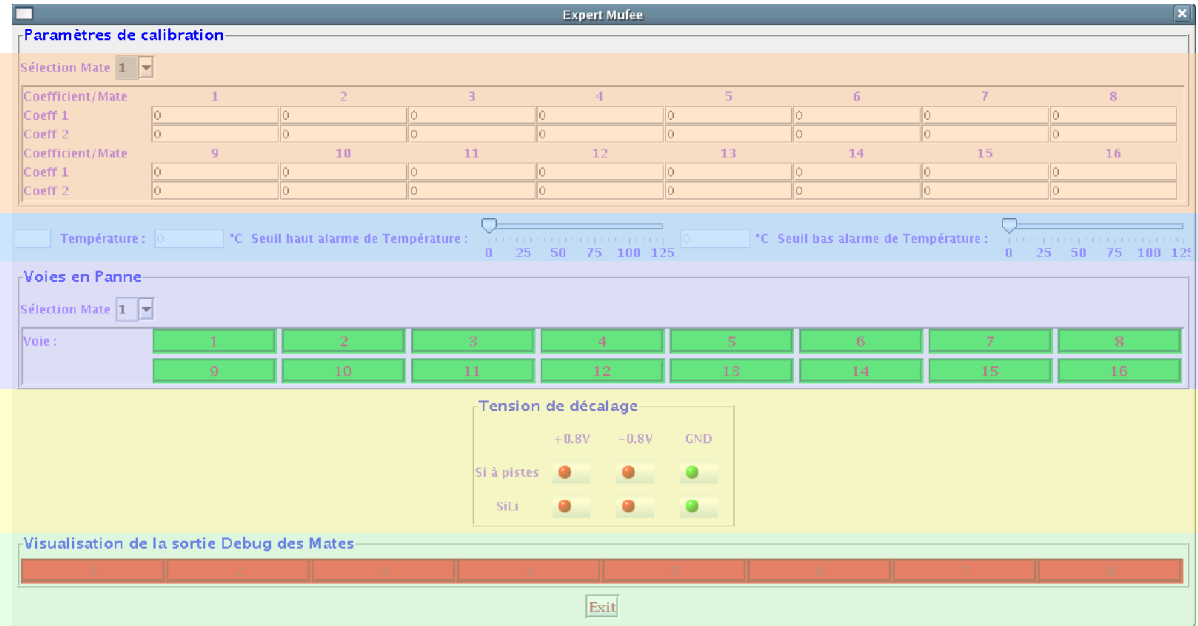 Expert Mufee
Paramètres de calibration
Sélection Mate 1
Coefficient/Mate 1 2 3 4 5 6 7 8
Coeff 1 0 0 0 0 0 0 0 0
Coeff 2 0 0 0 0 0 0 0 0
Coefficient/Mate 9 10 11 12 13 14 15 16
Coeff 1 0 0 0 0 0 0 0 0
Coeff 2 0 0 0 0 0 0 0 0
Température : 0 °C Seuil haut alarme de Température : 0 °C Seuil bas alarme de Température :
0 25 50 75 100 125 0 25 50 75 100 125
Voies en Panne
Sélection Mate 1
Voie : 1 2 3 4 5 6 7 8
9 10 11 12 13 14 15 16
Tension de décalage
+0.8V -0.8V GND
Si à pistes
SiLi
Visualisation de la sortie Debug des Mates
Exit